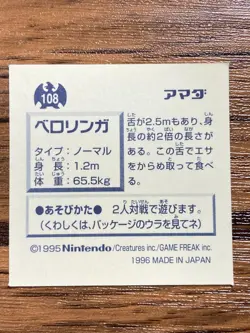 108
アマダ
ベロリンガ
タイプ：ノーマル
身長：1.2m
体重：65.5kg
舌が2.5mもあり、身
長の約2倍の長さが
ある。この舌でエサ
をからめ取って食べ
る。
●あそびかた● 2人対戦で遊びます。
(くわしくは、パッケージのウラを見てネ)
©1995 Nintendo/Creatures inc./GAME FREAK inc.
1996 MADE IN JAPAN